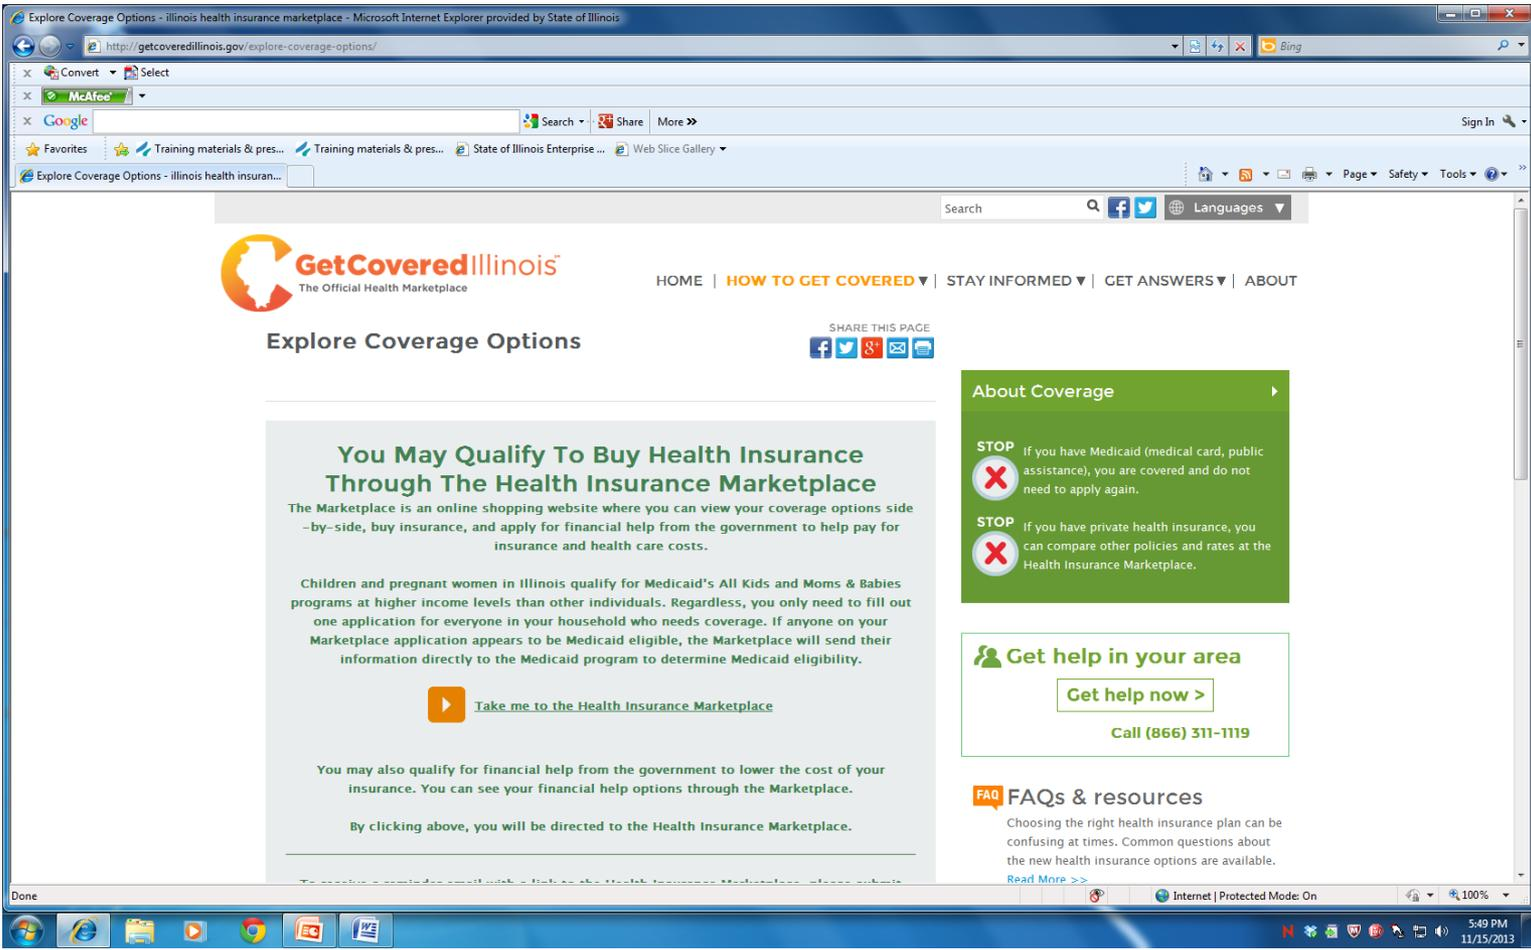 Explore Coverage Options - illinois health insurance marketplace - Microsoft Internet Explorer provided by State of Illinois
http://getcoveredillinois.gov/explore-coverage-options/
Bing
x Convert Select
x McAfee
x Google Search Share More >> Sign In
Favorites Training materials & pres... Training materials & pres... State of Illinois Enterprise ... Web Slice Gallery
Explore Coverage Options - illinois health insuran...
Page Safety Tools
Search
Languages
GetCoveredIllinois™
The Official Health Marketplace
HOME | HOW TO GET COVERED | STAY INFORMED | GET ANSWERS | ABOUT
Explore Coverage Options
SHARE THIS PAGE
You May Qualify To Buy Health Insurance
Through The Health Insurance Marketplace
The Marketplace is an online shopping website where you can view your coverage options side
-by-side, buy insurance, and apply for financial help from the government to help pay for
insurance and health care costs.
Children and pregnant women in Illinois qualify for Medicaid's All Kids and Moms & Babies
programs at higher income levels than other individuals. Regardless, you only need to fill out
one application for everyone in your household who needs coverage. If anyone on your
Marketplace application appears to be Medicaid eligible, the Marketplace will send their
information directly to the Medicaid program to determine Medicaid eligibility.
Take me to the Health Insurance Marketplace
You may also qualify for financial help from the government to lower the cost of your
insurance. You can see your financial help options through the Marketplace.
By clicking above, you will be directed to the Health Insurance Marketplace.
To receive a reminder email with a link to the Health Insurance Marketplace, please submit
About Coverage
STOP
If you have Medicaid (medical card, public
assistance), you are covered and do not
need to apply again.
STOP
If you have private health insurance, you
can compare other policies and rates at the
Health Insurance Marketplace.
Get help in your area
Get help now >
Call (866) 311-1119
FAQ FAQs & resources
Choosing the right health insurance plan can be
confusing at times. Common questions about
the new health insurance options are available.
Read More >>
Done
Internet | Protected Mode: On
100%
5:49 PM
11/15/2013